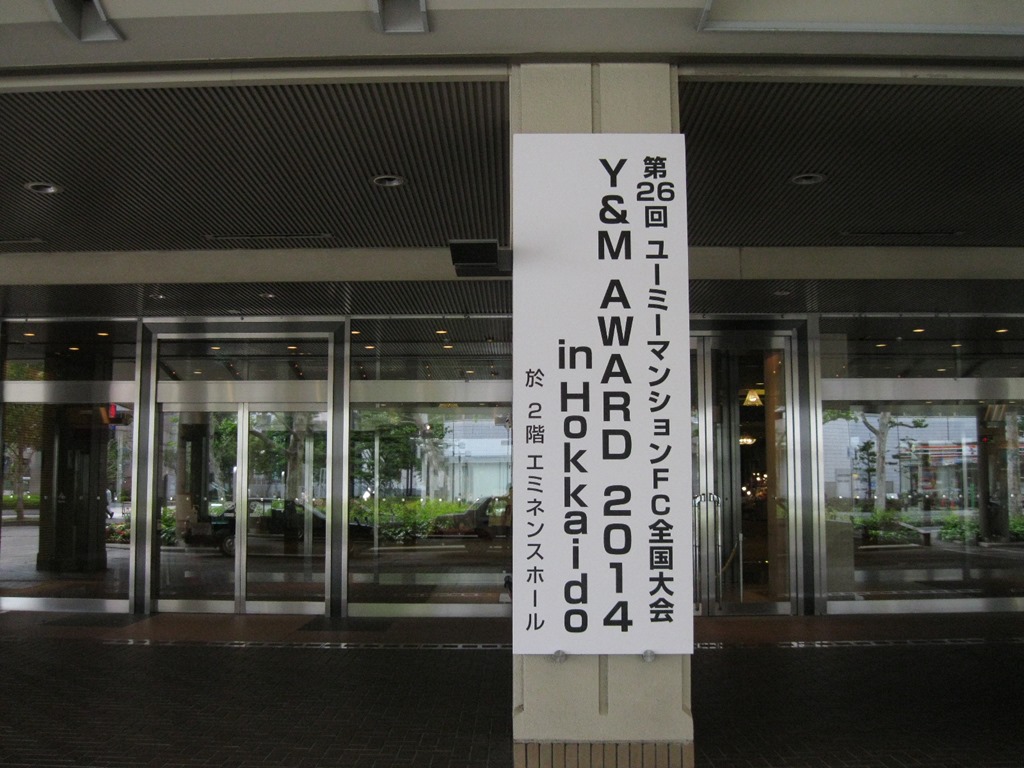 第26回 ユーミーマンションFC全国大会
Y&M AWARD 2014
in Hokkaido
於 2階 エミネンスホール